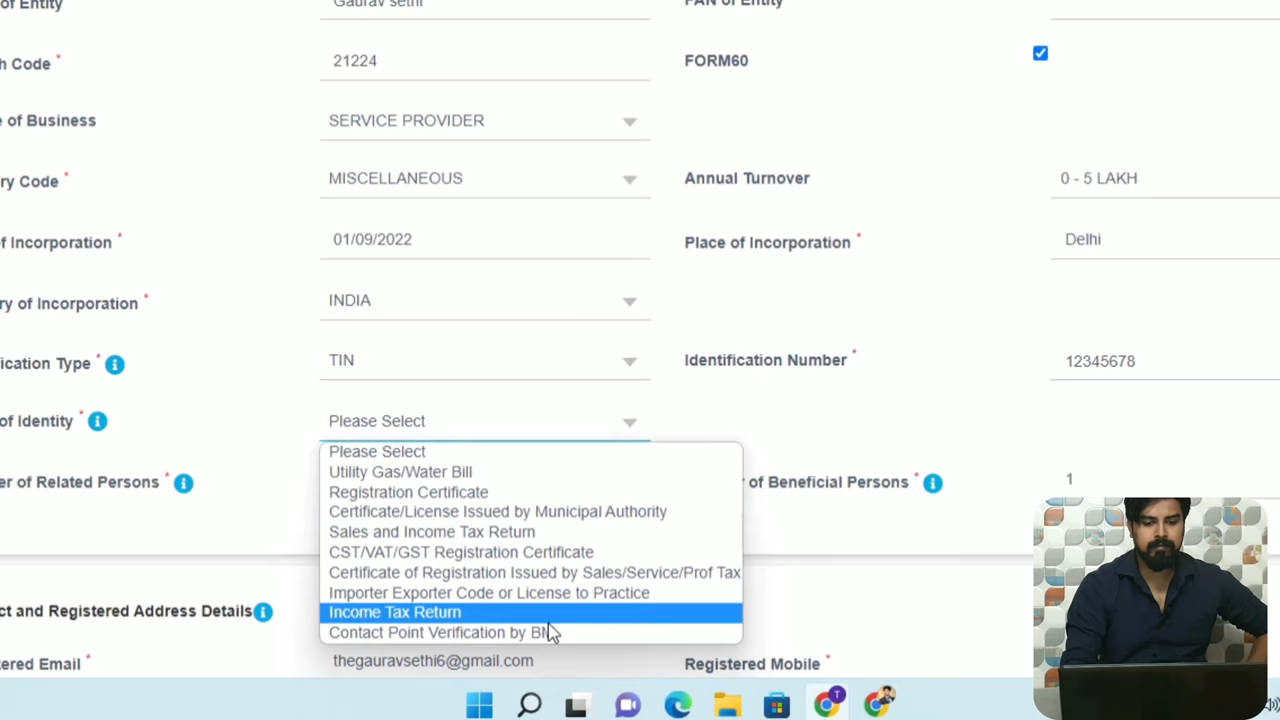 of Entity Gaurav sethi PAN of Entity
h Code * 21224 FORM60
e of Business SERVICE PROVIDER
ry Code * MISCELLANEOUS Annual Turnover 0 - 5 LAKH
f Incorporation * 01/09/2022 Place of Incorporation * Delhi
ry of Incorporation * INDIA
ication Type * TIN Identification Number * 12345678
of Identity * Please Select
Please Select
Utility Gas/Water Bill
er of Related Persons * Registration Certificate of Beneficial Persons * 1
Certificate/License Issued by Municipal Authority
Sales and Income Tax Return
CST/VAT/GST Registration Certificate
Certificate of Registration Issued by Sales/Service/Prof Tax
Importer Exporter Code or License to Practice
ct and Registered Address Details Income Tax Return
Contact Point Verification by
tered Email * thegauravsethi6@gmail.com Registered Mobile *